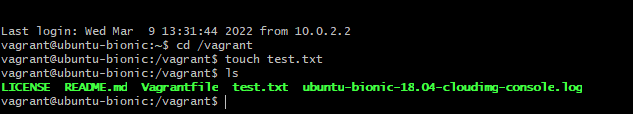 Last login: Wed Mar  9 13:31:44 2022 from 10.0.2.2
vagrant@ubuntu-bionic:~$ cd /vagrant
vagrant@ubuntu-bionic:/vagrant$ touch test.txt
vagrant@ubuntu-bionic:/vagrant$ ls
LICENSE  README.md  Vagrantfile  test.txt  ubuntu-bionic-18.04-cloudimg-console.log
vagrant@ubuntu-bionic:/vagrant$